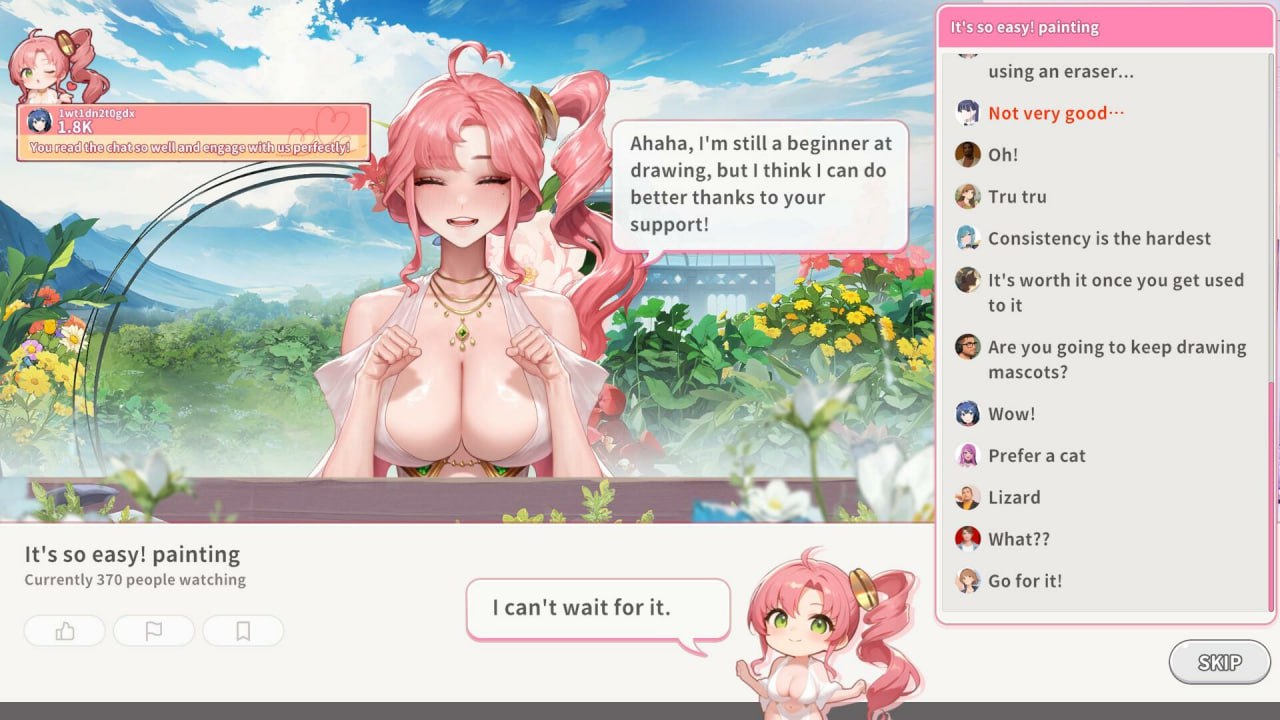 1wt1dn2t0gdx
1.8K
You read the chat so well and engage with us perfectly!
Ahaha, I'm still a beginner at
drawing, but I think I can do
better thanks to your
support!
It's so easy! painting
Currently 370 people watching
I can't wait for it.
It's so easy! painting
using an eraser...
Not very good…
Oh!
Tru tru
Consistency is the hardest
It's worth it once you get used
to it
Are you going to keep drawing
mascots?
Wow!
Prefer a cat
Lizard
What??
Go for it!
SKIP